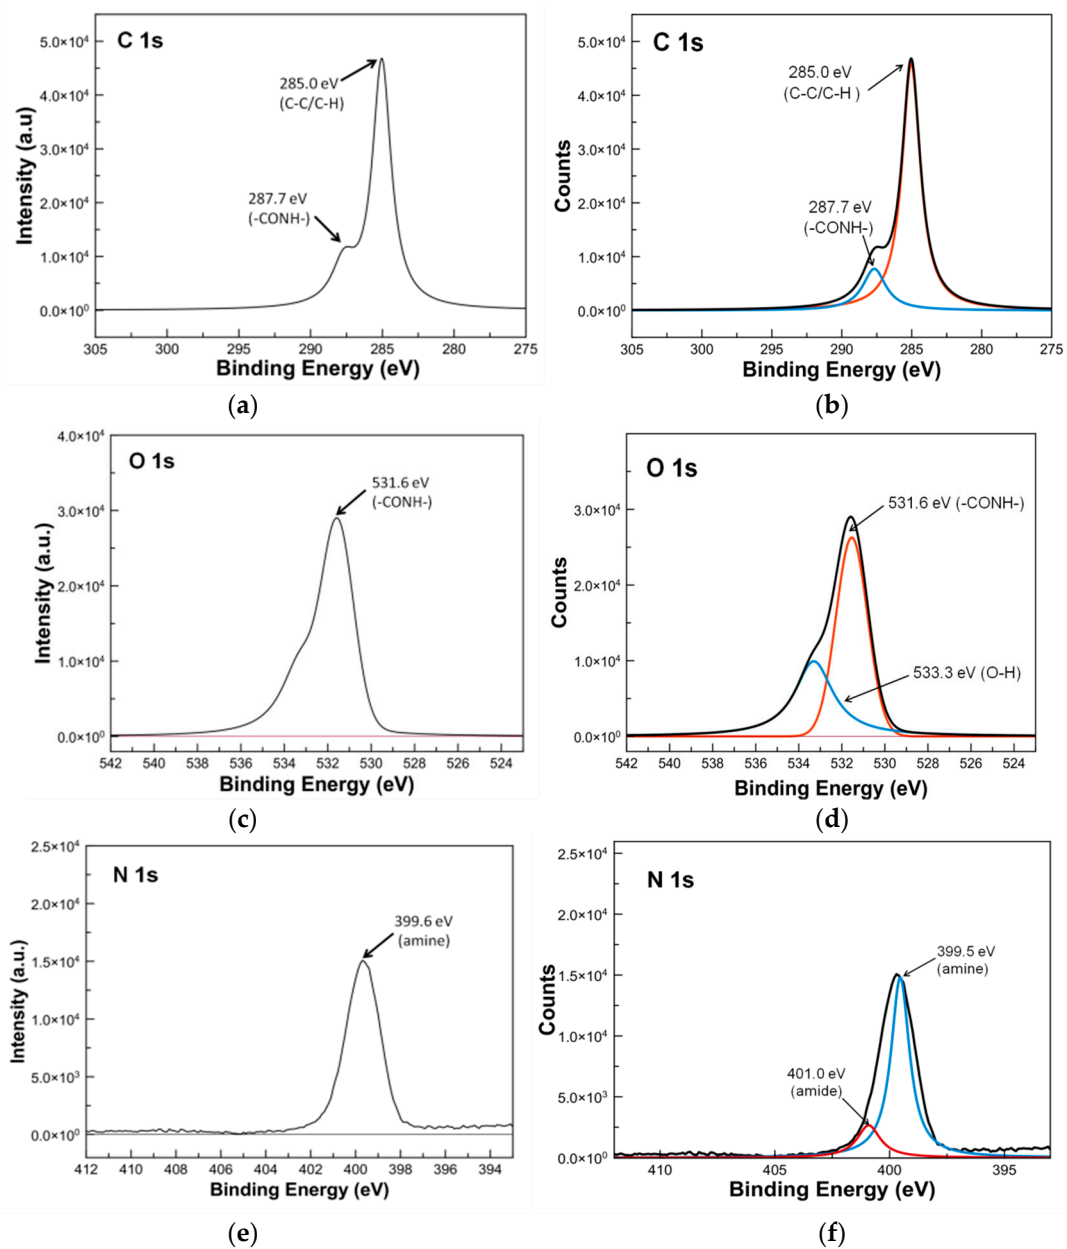 C 1s
5.0×10⁴
4.0×10⁴
3.0×10⁴
2.0×10⁴
1.0×10⁴
0.0×10⁰
Intensity (a.u)
285.0 eV
(C-C/C-H)
287.7 eV
(-CONH-)
305 300 295 290 285 280 275
Binding Energy (eV)
(a)
C 1s
5.0×10⁴
4.0×10⁴
3.0×10⁴
2.0×10⁴
1.0×10⁴
0.0×10⁰
Counts
285.0 eV
(C-C/C-H )
287.7 eV
(-CONH-)
305 300 295 290 285 280 275
Binding Energy (eV)
(b)
O 1s
4.0×10⁴
3.0×10⁴
2.0×10⁴
1.0×10⁴
0.0×10⁰
Intensity (a.u.)
531.6 eV
(-CONH-)
542 540 538 536 534 532 530 528 526 524
Binding Energy (eV)
(c)
O 1s
3.0×10⁴
2.0×10⁴
1.0×10⁴
0.0×10⁰
Counts
531.6 eV (-CONH-)
533.3 eV (O-H)
542 540 538 536 534 532 530 528 526 524
Binding Energy (eV)
(d)
N 1s
2.5×10⁴
2.0×10⁴
1.5×10⁴
1.0×10⁴
5.0×10³
0.0×10⁰
Intensity (a.u.)
399.6 eV
(amine)
412 410 408 406 404 402 400 398 396 394
Binding Energy (eV)
(e)
N 1s
2.5×10⁴
2.0×10⁴
1.5×10⁴
1.0×10⁴
5.0×10³
0.0×10⁰
Counts
399.5 eV
(amine)
401.0 eV
(amide)
410 405 400 395
Binding Energy (eV)
(f)